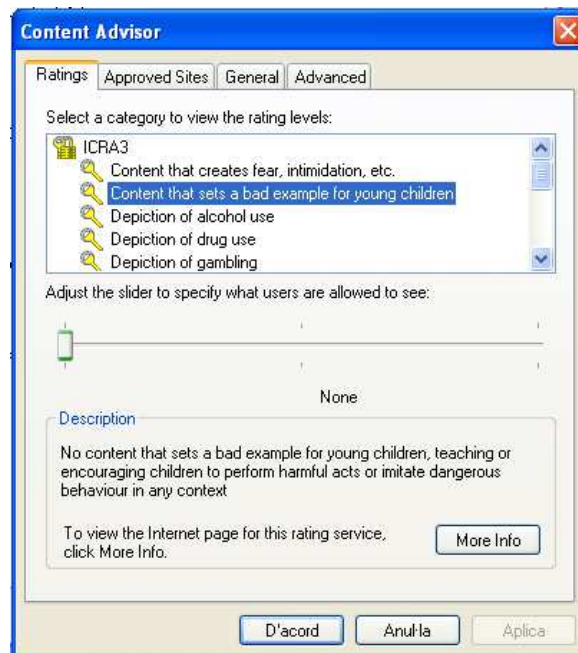 Content Advisor
Ratings Approved Sites General Advanced
Select a category to view the rating levels:
ICRA3
Content that creates fear, intimidation, etc.
Content that sets a bad example for young children
Depiction of alcohol use
Depiction of drug use
Depiction of gambling
Adjust the slider to specify what users are allowed to see:
None
Description
No content that sets a bad example for young children, teaching or
encouraging children to perform harmful acts or imitate dangerous
behaviour in any context
To view the Internet page for this rating service,
click More Info.
More Info
D'acord Anul·la Aplica